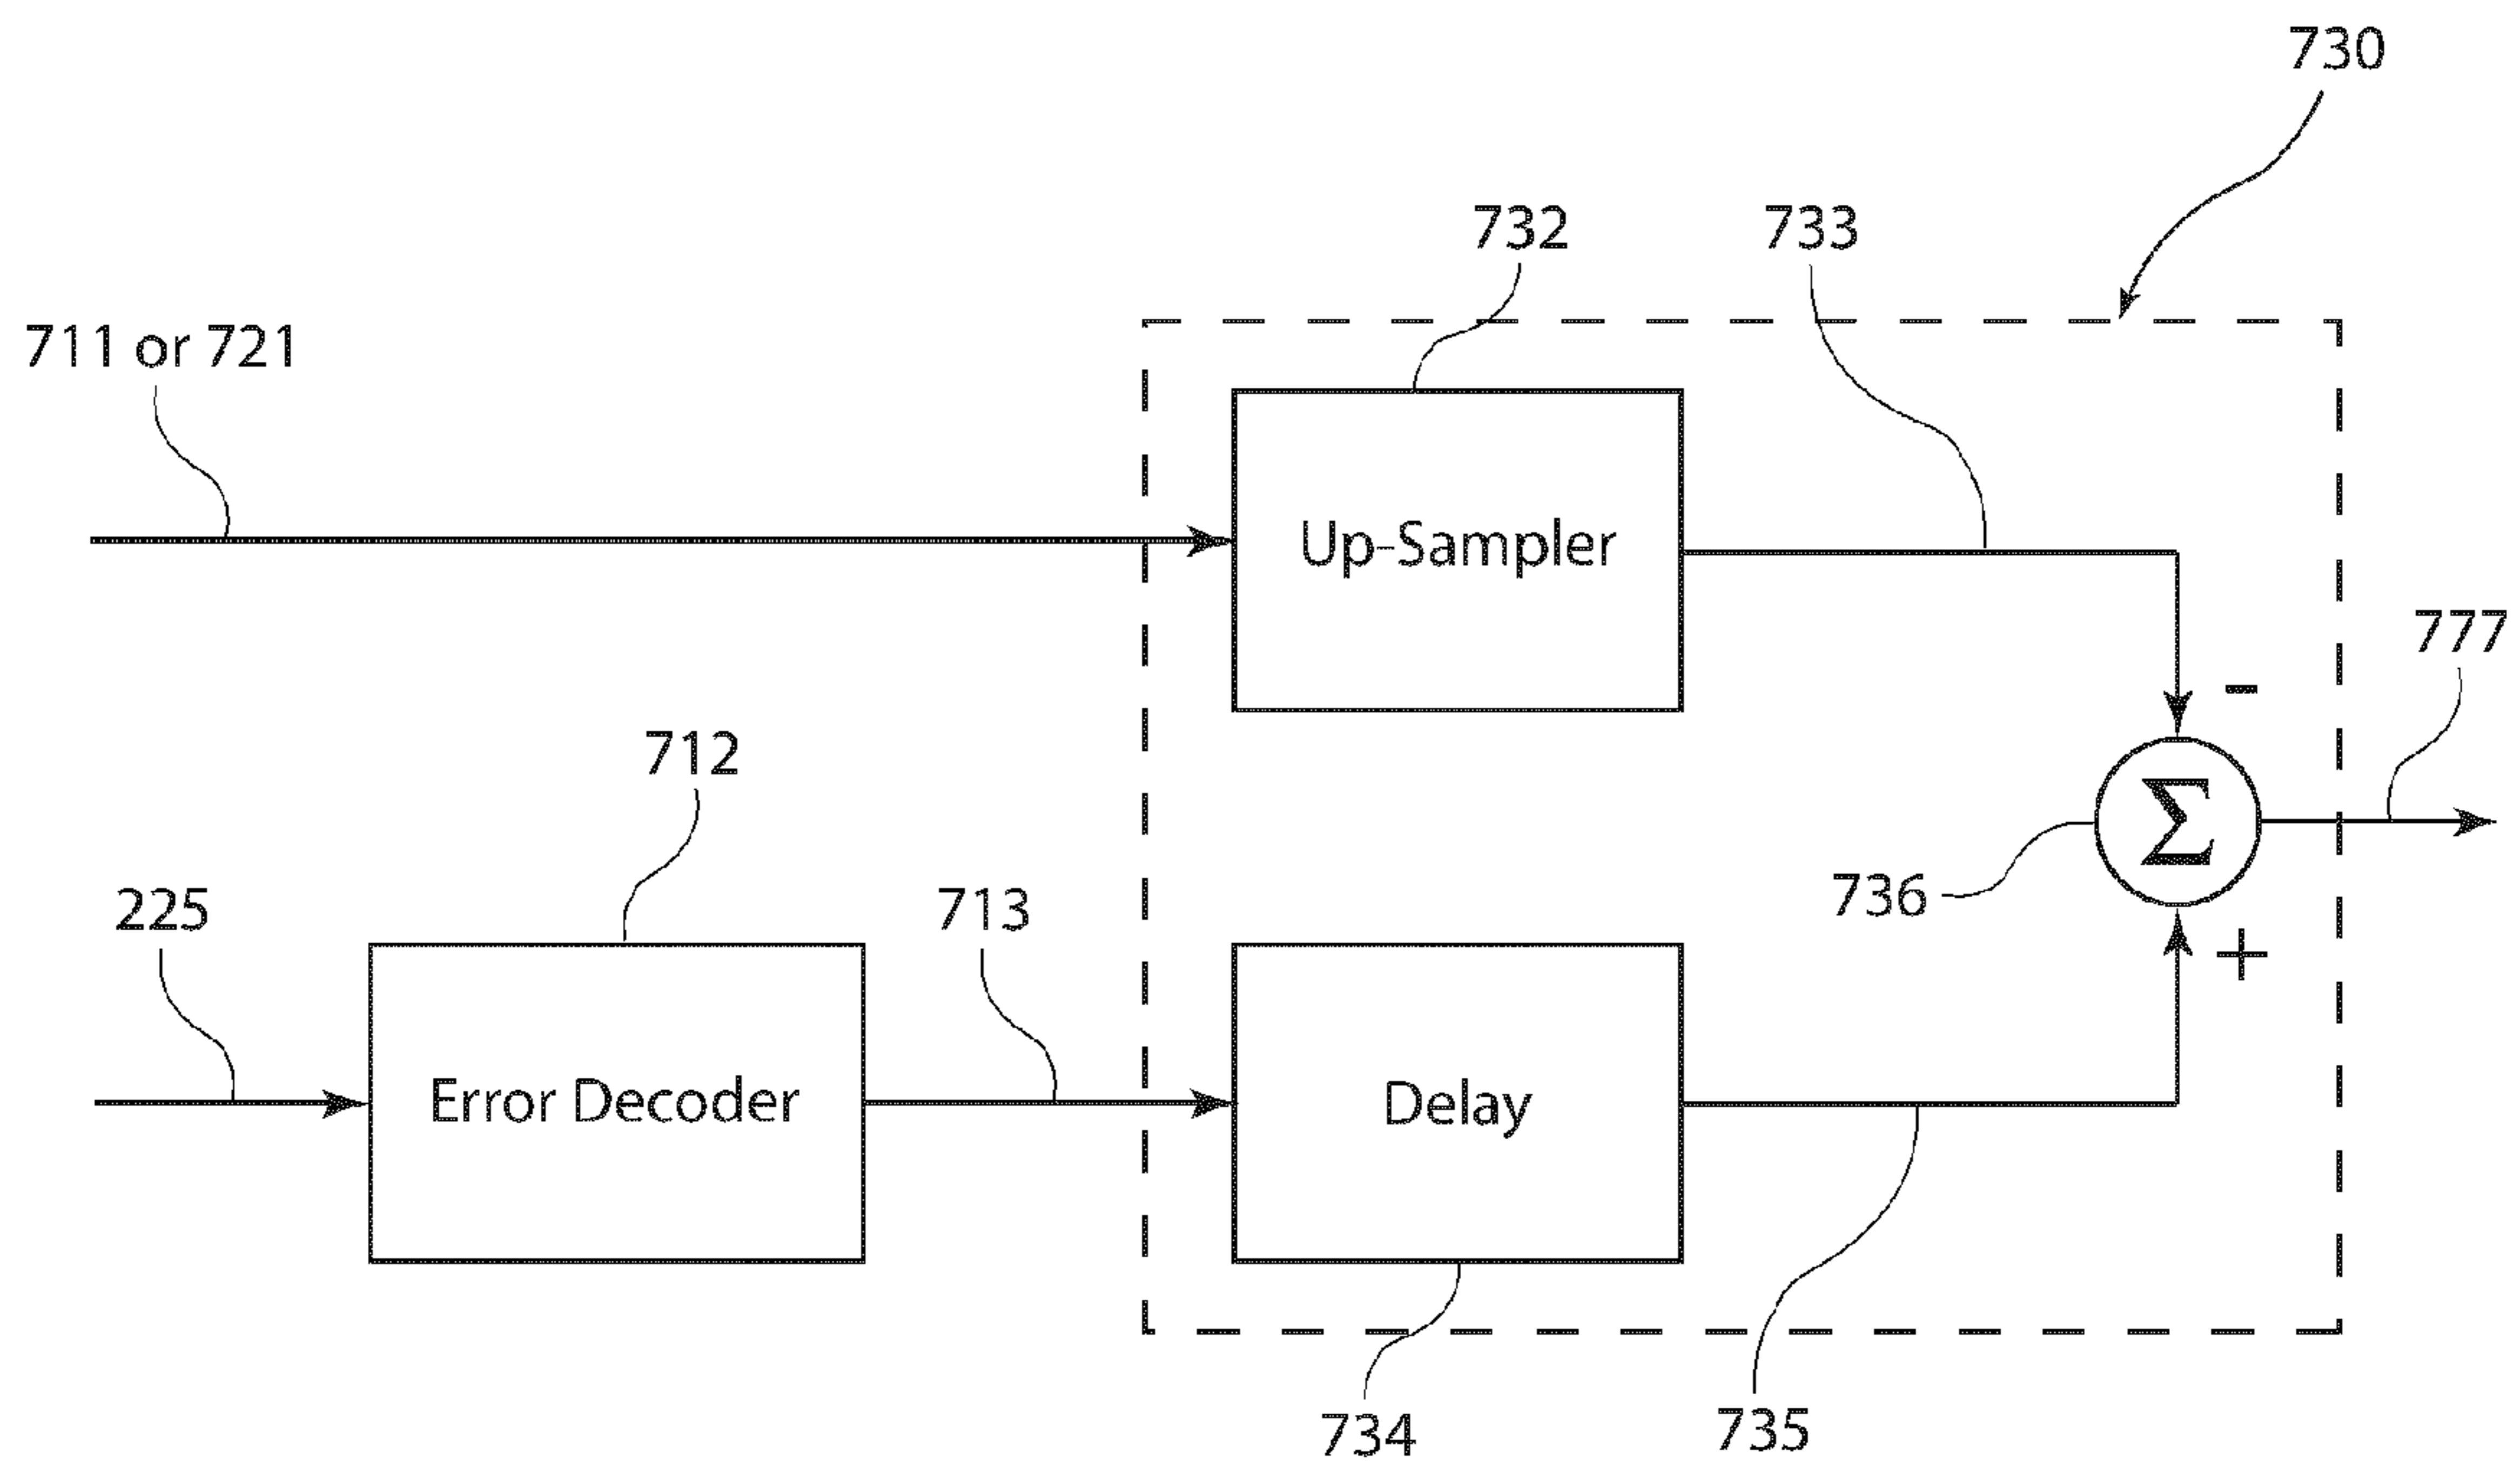 730
732
733
711 or 721
Up-Sampler
777
-
712
Σ
736
225
713
+
Error Decoder
Delay
734
735